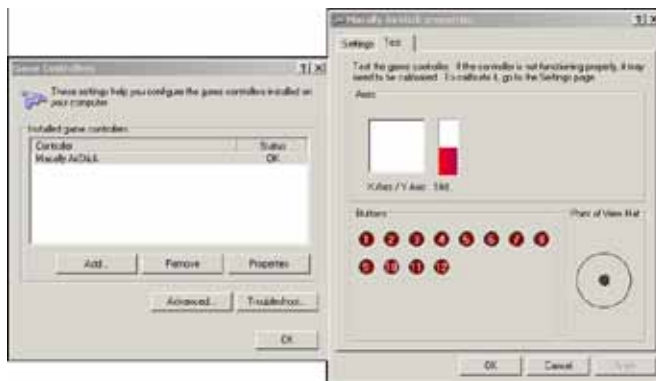 Game Controllers
These settings help you configure the game controllers installed on
your computer.
Installed game controllers
Controller Status
Macally AirStick OK
Add... Remove Properties
Advanced... Troubleshoot...
OK
Macally AirStick properties
Settings Test
Test the game controller. If the controller is not functioning properly, it may
need to be calibrated. To calibrate it, go to the Settings page.
Axes
X Axis / Y Axis
Buttons
Point of View Hat
1 2 3 4 5 6 7 8
9 10 11 12
OK Cancel Apply